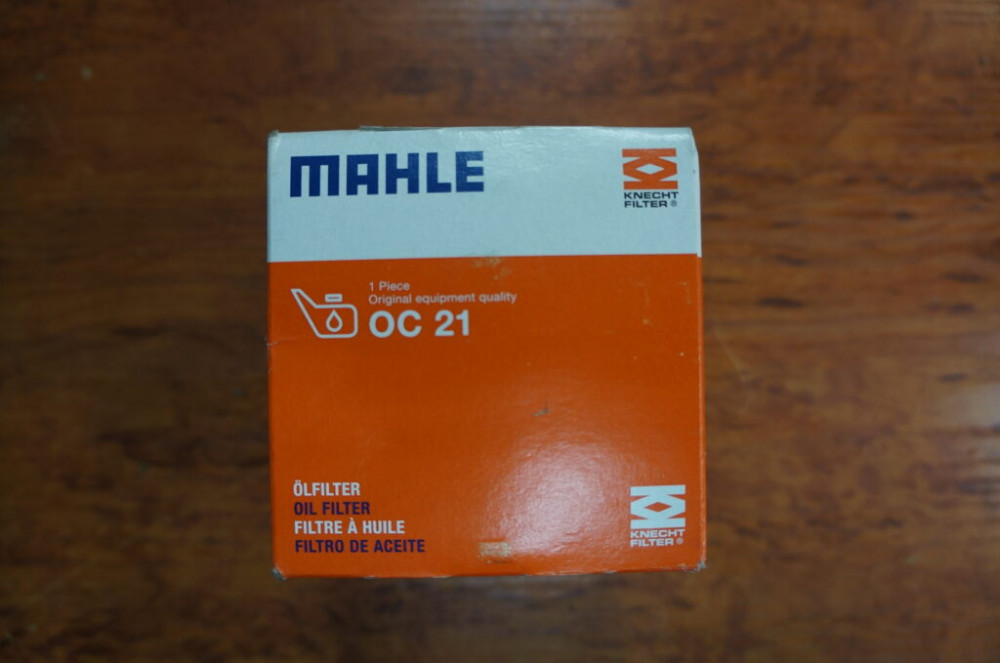 MAHLE
KNECHT
FILTER®
1 Piece
Original equipment quality
OC 21
ÖLFILTER
OIL FILTER
FILTRE À HUILE
FILTRO DE ACEITE
KNECHT
FILTER®